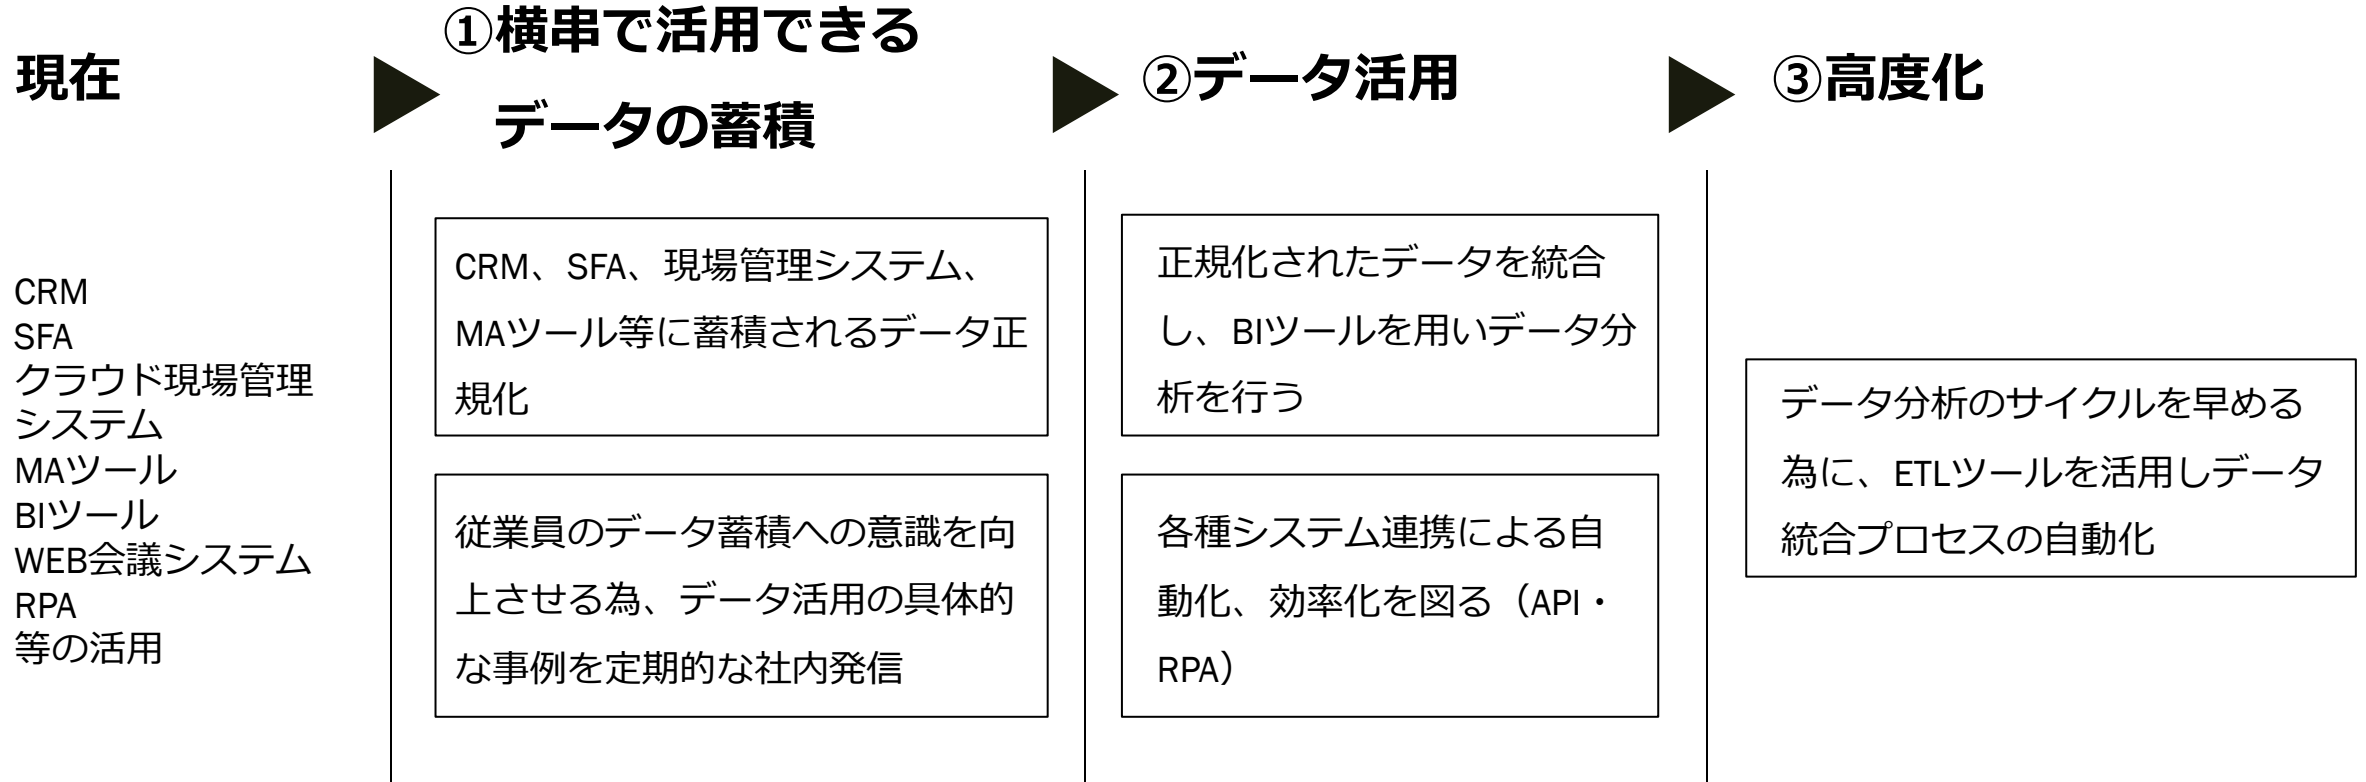 現在
①横串で活用できる
データの蓄積
②データ活用
③高度化
CRM
SFA
クラウド現場管理
システム
MAツール
BIツール
WEB会議システム
RPA
等の活用
CRM、SFA、現場管理システム、
MAツール等に蓄積されるデータ正
規化
従業員のデータ蓄積への意識を向
上させる為、データ活用の具体的
な事例を定期的な社内発信
正規化されたデータを統合
し、BIツールを用いデータ分
析を行う
各種システム連携による自
動化、効率化を図る（API・
RPA）
データ分析のサイクルを早める
為に、ETLツールを活用しデータ
統合プロセスの自動化